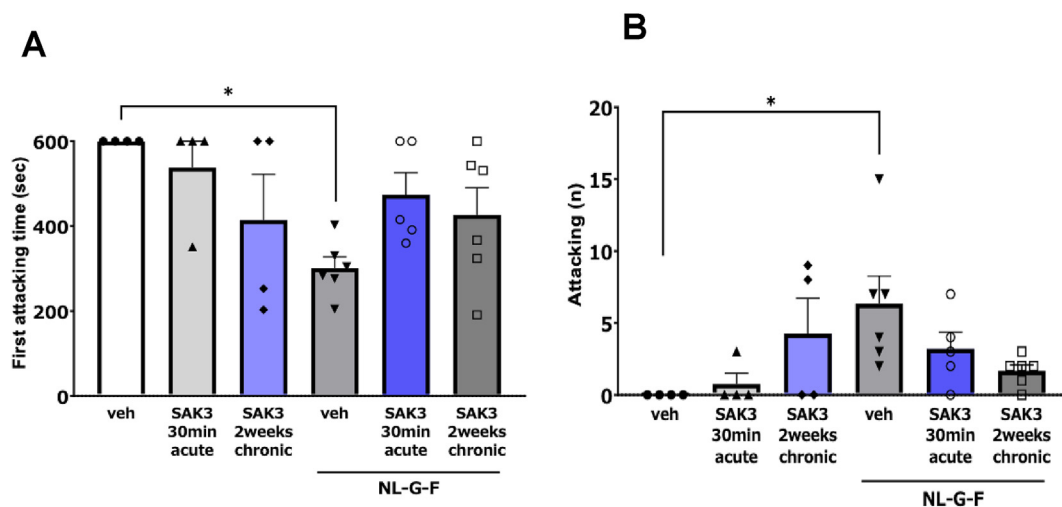 A
*
First attacking time (sec)
600
400
200
0
veh
SAK3
30min
acute
SAK3
2weeks
chronic
veh
SAK3
30min
acute
SAK3
2weeks
chronic
NL-G-F
B
*
Attacking (n)
20
15
10
5
0
veh
SAK3
30min
acute
SAK3
2weeks
chronic
veh
SAK3
30min
acute
SAK3
2weeks
chronic
NL-G-F